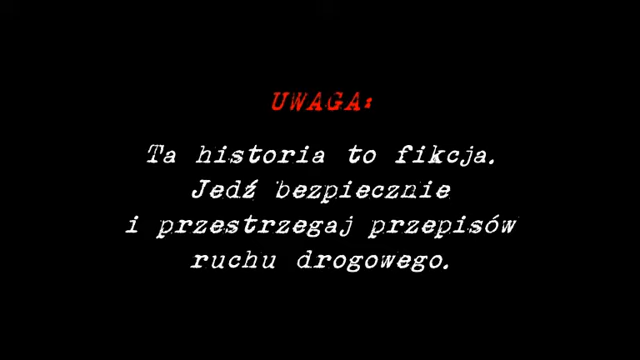 UWAGA:
Ta historia to fikcja.
Jedź bezpiecznie
i przestrzegaj przepisów
ruchu drogowego.